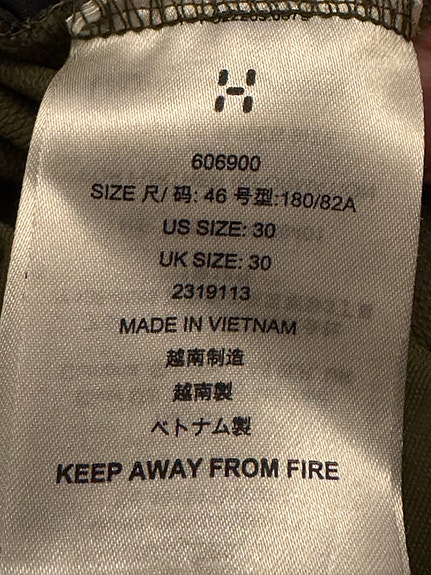 606900
SIZE 尺/ 码: 46 号型:180/82A
US SIZE: 30
UK SIZE: 30
2319113
MADE IN VIETNAM
越南制造
越南製
ベトナム製
KEEP AWAY FROM FIRE